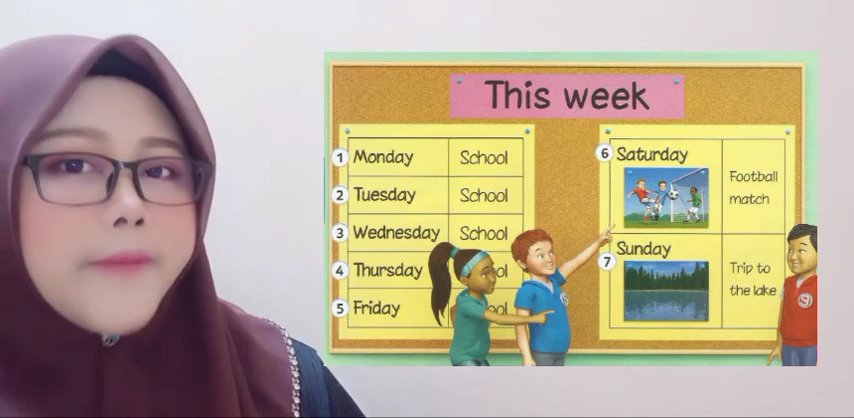 This week
1 Monday School
2 Tuesday School
3 Wednesday School
4 Thursday
5 Friday
6 Saturday
Football
match
7 Sunday
Trip to
the lake